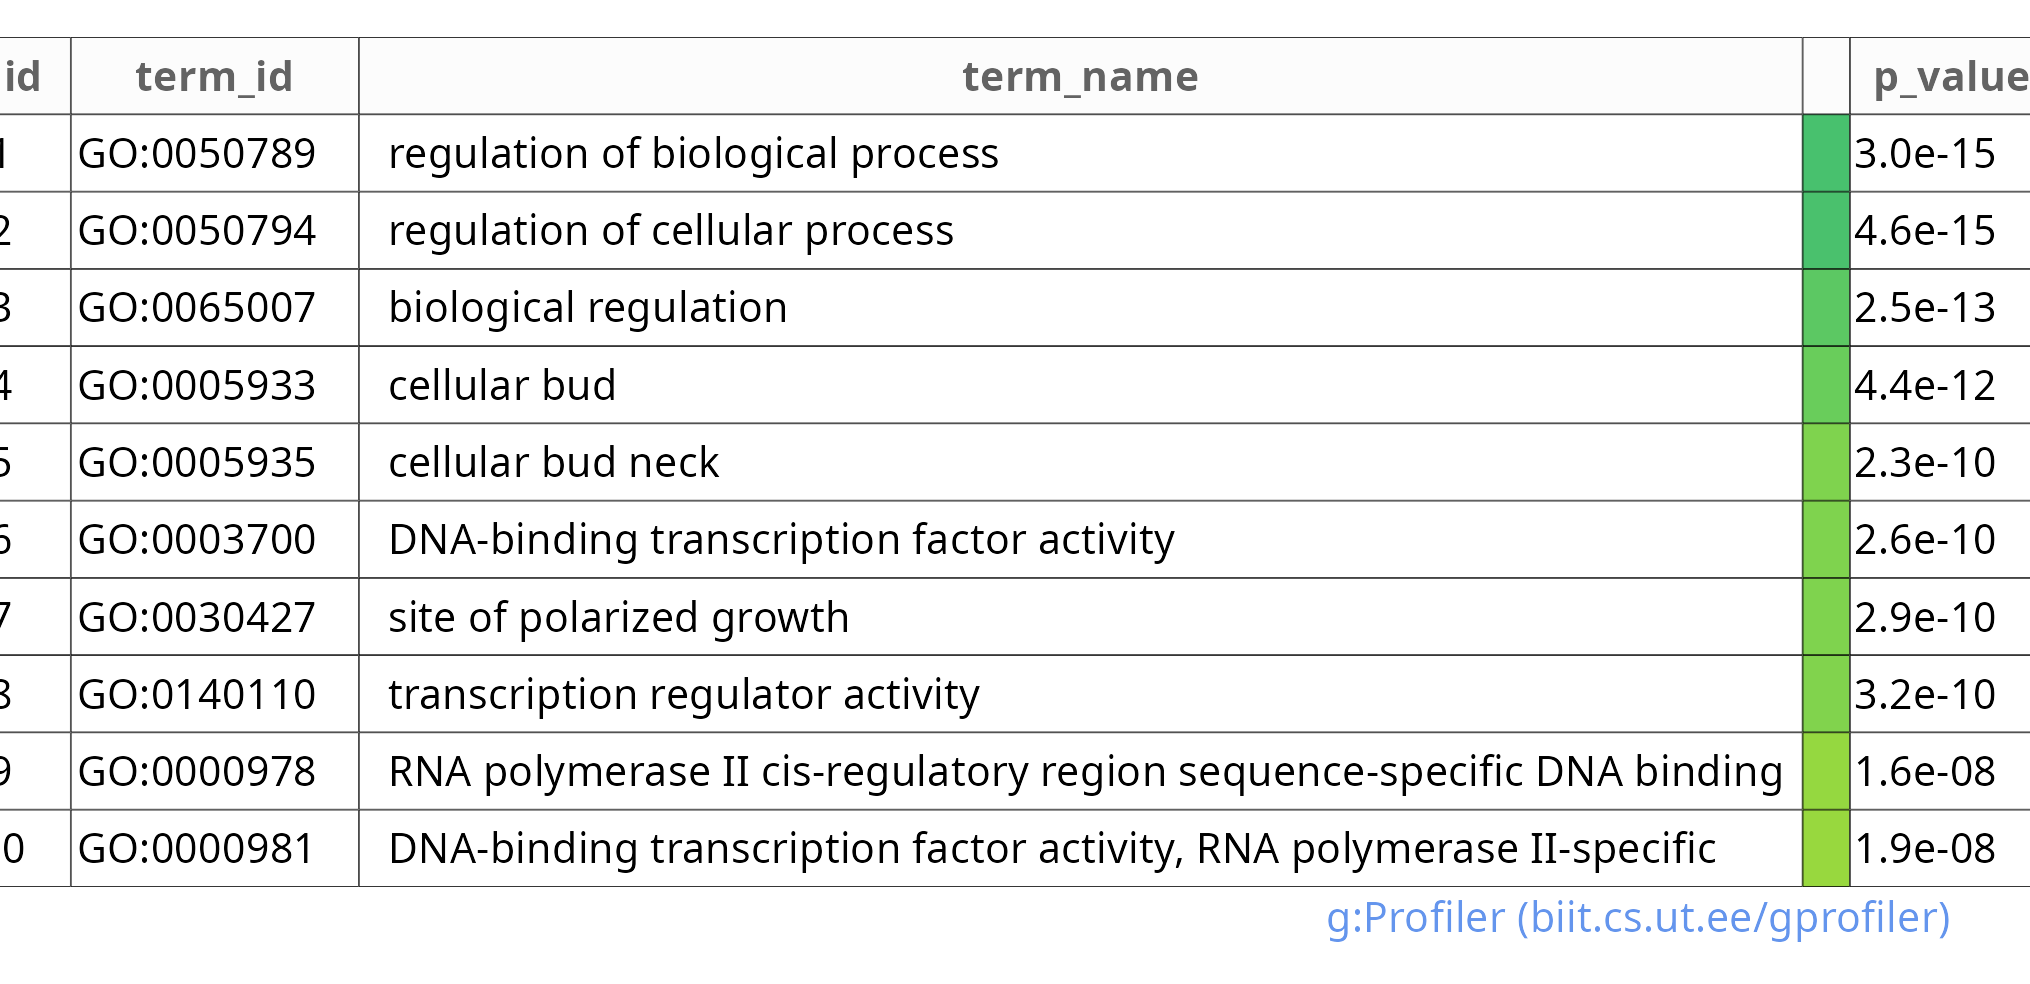 id term_id term_name p_value
1 GO:0050789 regulation of biological process 3.0e-15
2 GO:0050794 regulation of cellular process 4.6e-15
3 GO:0065007 biological regulation 2.5e-13
4 GO:0005933 cellular bud 4.4e-12
5 GO:0005935 cellular bud neck 2.3e-10
6 GO:0003700 DNA-binding transcription factor activity 2.6e-10
7 GO:0030427 site of polarized growth 2.9e-10
8 GO:0140110 transcription regulator activity 3.2e-10
9 GO:0000978 RNA polymerase II cis-regulatory region sequence-specific DNA binding 1.6e-08
0 GO:0000981 DNA-binding transcription factor activity, RNA polymerase II-specific 1.9e-08
g:Profiler (biit.cs.ut.ee/gprofiler)